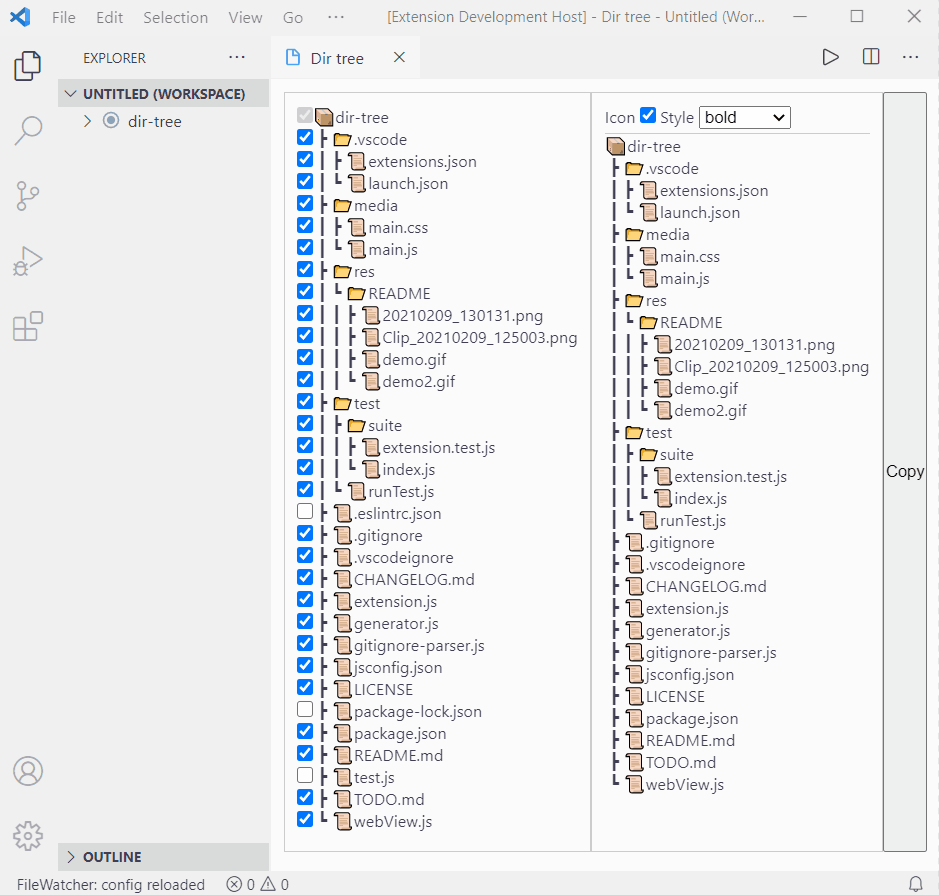 File Edit Selection View Go ··· [Extension Development Host] - Dir tree - Untitled (Wor...
EXPLORER ···
Dir tree
UNTITLED (WORKSPACE)
dir-tree
dir-tree
.vscode
extensions.json
launch.json
media
main.css
main.js
res
README
20210209_130131.png
Clip_20210209_125003.png
demo.gif
demo2.gif
test
suite
extension.test.js
index.js
runTest.js
.eslintrc.json
.gitignore
.vscodeignore
CHANGELOG.md
extension.js
generator.js
gitignore-parser.js
jsconfig.json
LICENSE
package-lock.json
package.json
README.md
test.js
TODO.md
webView.js
Icon Style bold
dir-tree
.vscode
extensions.json
launch.json
media
main.css
main.js
res
README
20210209_130131.png
Clip_20210209_125003.png
demo.gif
demo2.gif
test
suite
extension.test.js
index.js
runTest.js
.gitignore
.vscodeignore
CHANGELOG.md
extension.js
generator.js
gitignore-parser.js
jsconfig.json
LICENSE
package.json
README.md
TODO.md
webView.js
Copy
OUTLINE
FileWatcher: config reloaded 0 0